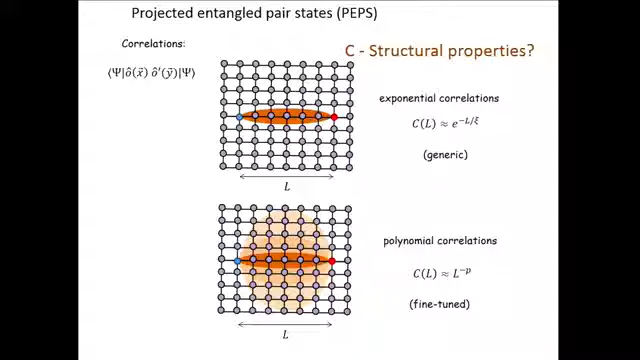 Projected entangled pair states (PEPS)
Correlations:
C - Structural properties?
⟨Ψ|ô(x⃗) ô′(y⃗)|Ψ⟩
exponential correlations
C(L) ≈ e^{-L/ξ}
(generic)
L
polynomial correlations
C(L) ≈ L^{-p}
(fine-tuned)
L